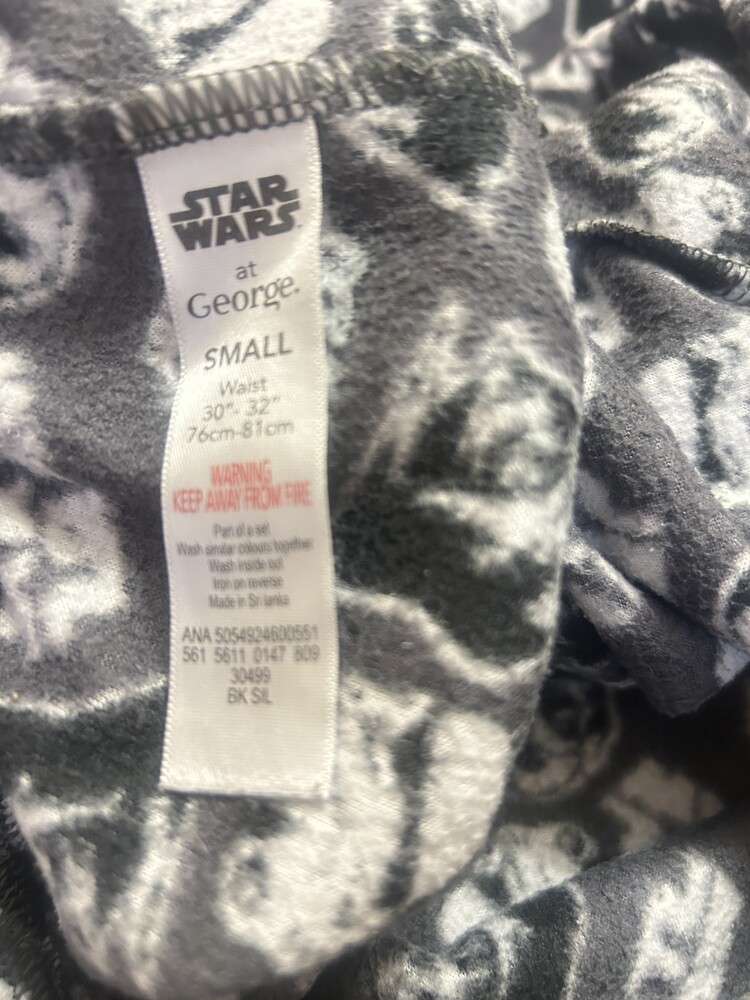 STAR
WARS
at
George.
SMALL
Waist
30"- 32"
76cm-81cm
WARNING
KEEP AWAY FROM FIRE
Part of a set
Wash similar colours together
Wash inside out
Iron on reverse
Made in Sri lanka
ANA 5054924600551
561 5611 0147 809
30499
BK SIL